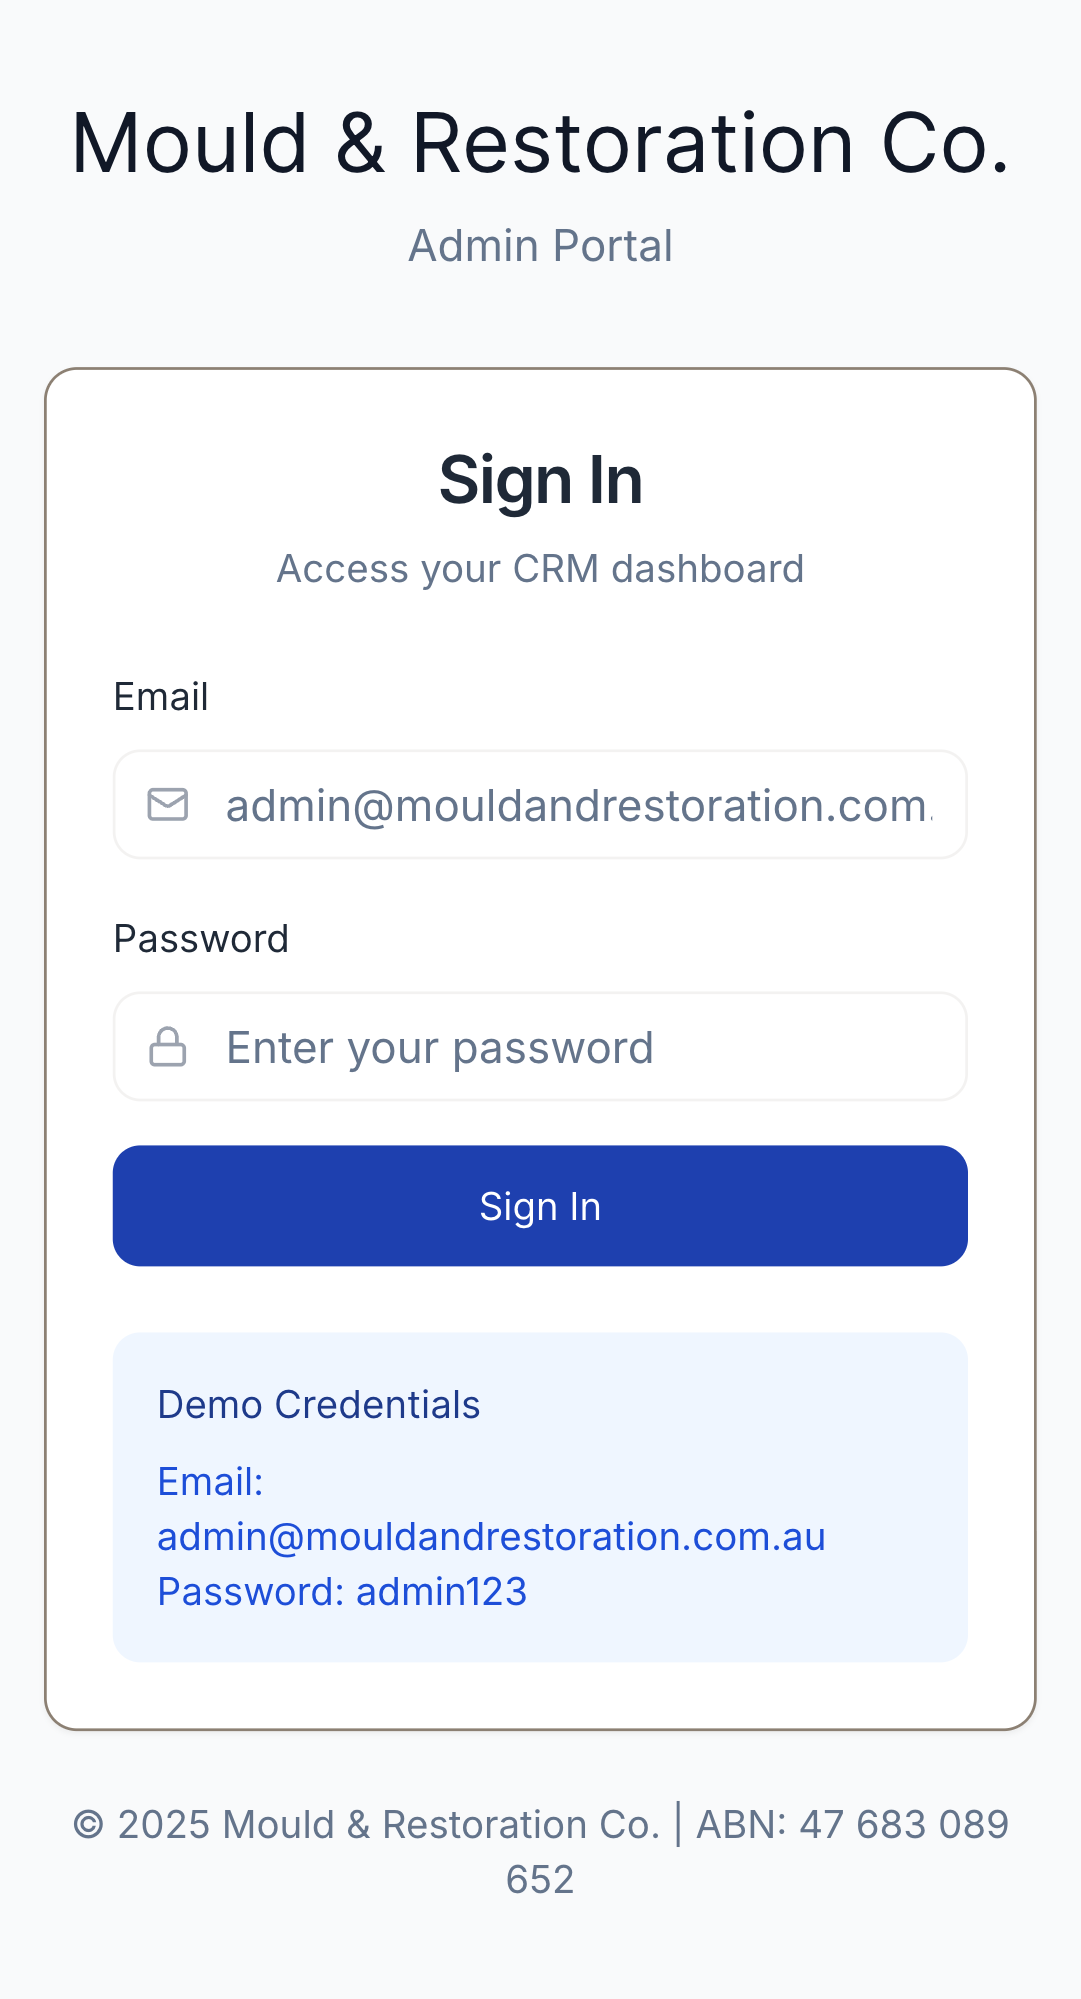 Mould & Restoration Co.
Admin Portal
Sign In
Access your CRM dashboard
Email
admin@mouldandrestoration.com.
Password
Enter your password
Sign In
Demo Credentials
Email:
admin@mouldandrestoration.com.au
Password: admin123
© 2025 Mould & Restoration Co. | ABN: 47 683 089
652